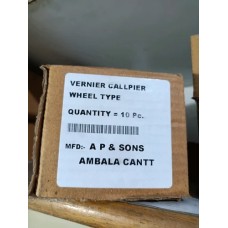 VERNIER CALLPIER
WHEEL TYPE
QUANTITY = 10 Pc.
MFD:- A P & SONS
AMBALA CANTT